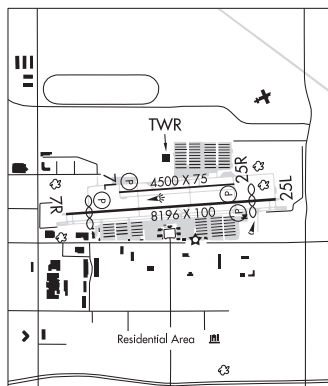 TWR
7L
P
4500 X 75
25R
P
P
7R
8196 X 100
P
25L
Residential Area